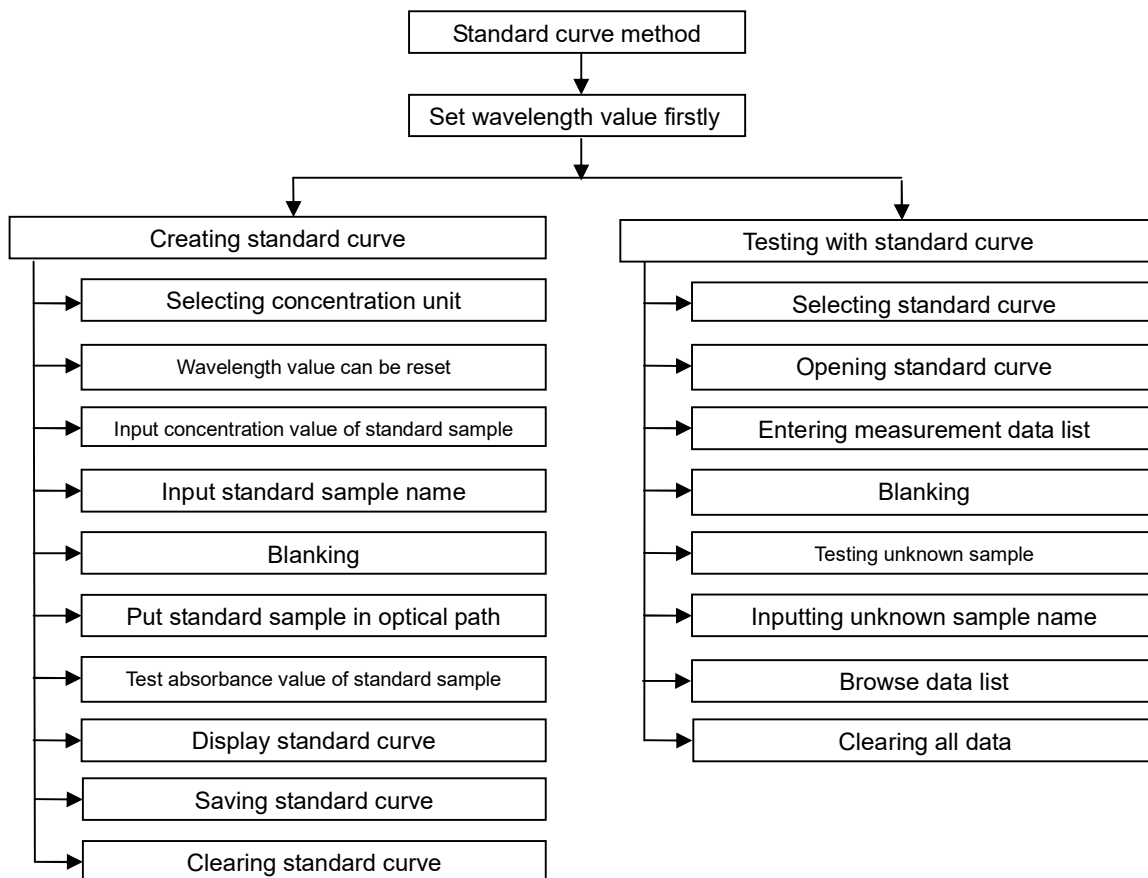 Standard curve method
Set wavelength value firstly
Creating standard curve
Selecting concentration unit
Wavelength value can be reset
Input concentration value of standard sample
Input standard sample name
Blanking
Put standard sample in optical path
Test absorbance value of standard sample
Display standard curve
Saving standard curve
Clearing standard curve
Testing with standard curve
Selecting standard curve
Opening standard curve
Entering measurement data list
Blanking
Testing unknown sample
Inputting unknown sample name
Browse data list
Clearing all data